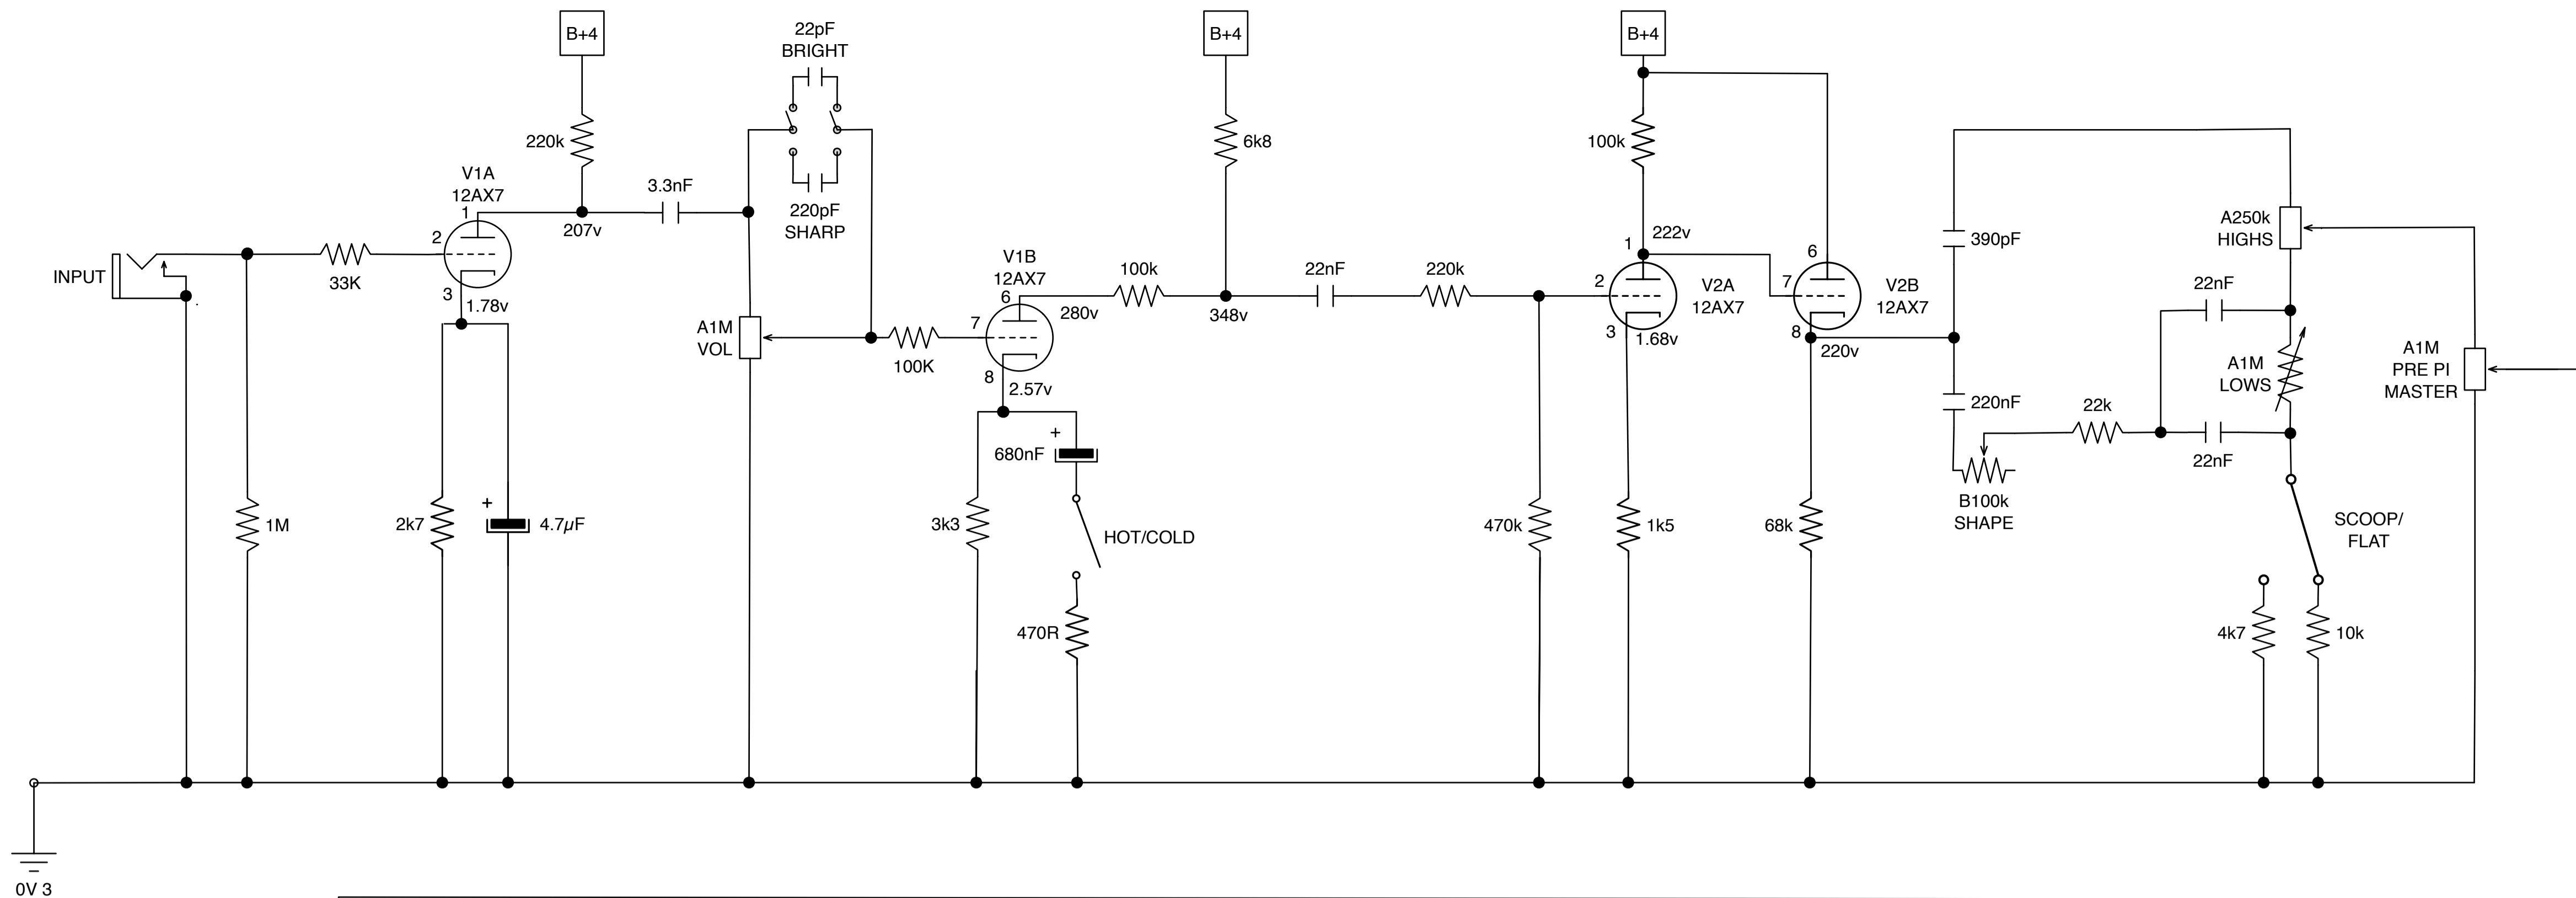 B+4
22pF
BRIGHT
B+4
B+4
220k
6k8
100k
V1A
12AX7
1
3.3nF
220pF
SHARP
207v
A250k
HIGHS
390pF
2
INPUT
33K
3
1.78v
V1B
12AX7
6
280v
100k
348v
22nF
220k
1
222v
2
V2A
12AX7
3
1.68v
6
7
V2B
12AX7
8
220v
22nF
A1M
VOL
7
100K
8
2.57v
A1M
LOWS
A1M
PRE PI
MASTER
220nF
22k
22nF
+
680nF
B100k
SHAPE
1M
2k7
+
4.7µF
3k3
HOT/COLD
470k
1k5
68k
SCOOP/
FLAT
470R
4k7
10k
0V 3